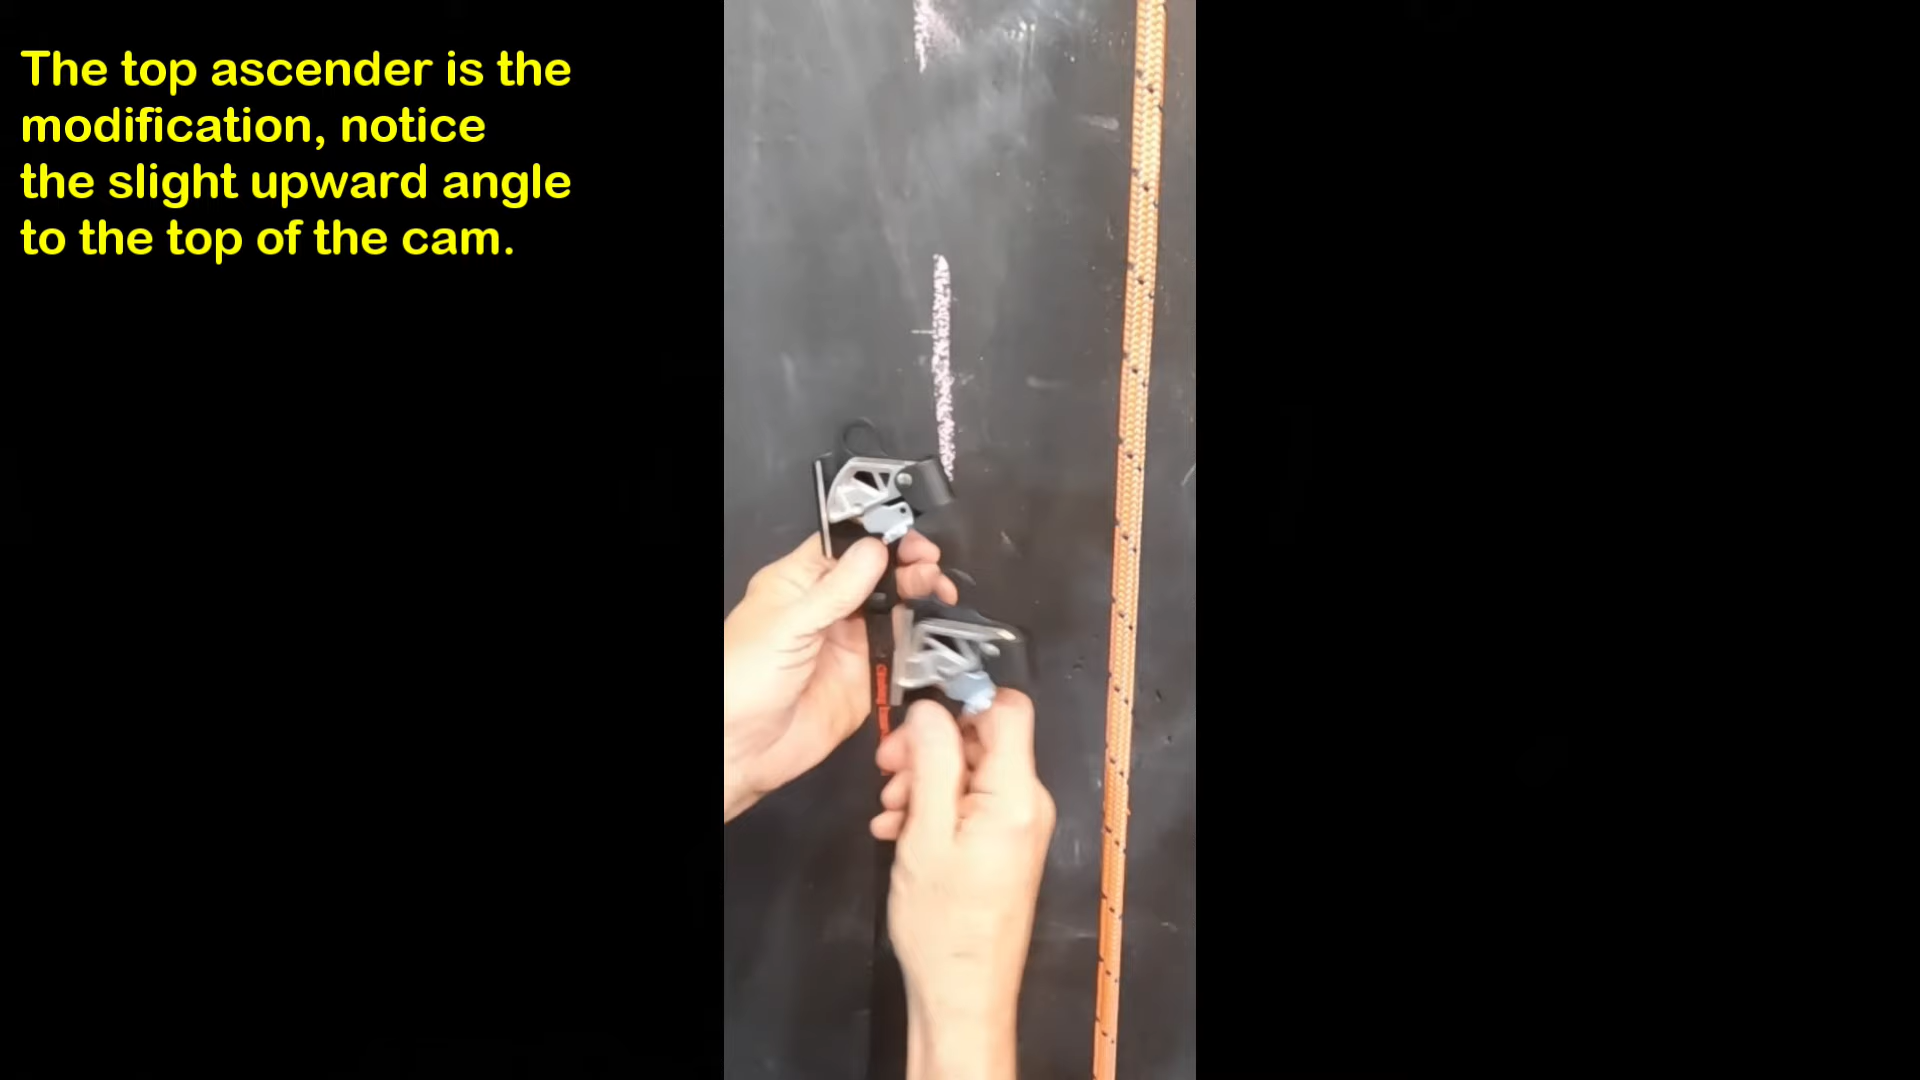 The top ascender is the
modification, notice
the slight upward angle
to the top of the cam.